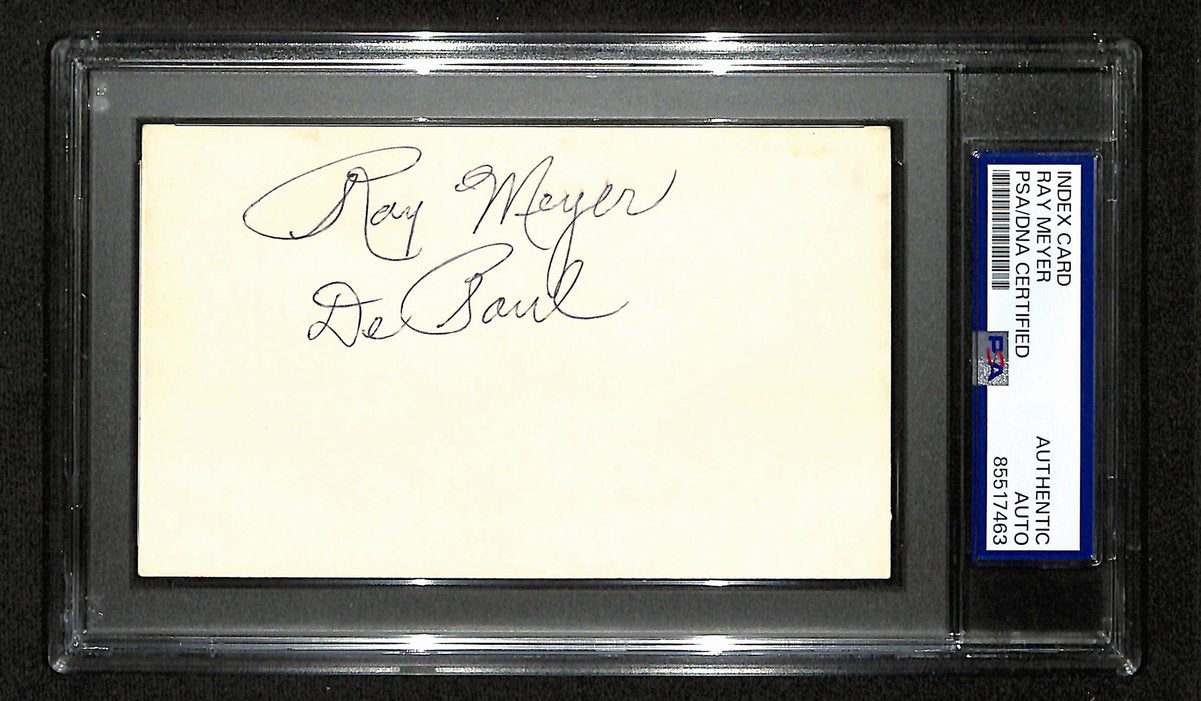 Ray Meyer
De Paul
INDEX CARD
RAY MEYER
PSA/DNA CERTIFIED
PSA
AUTHENTIC
AUTO
85517463